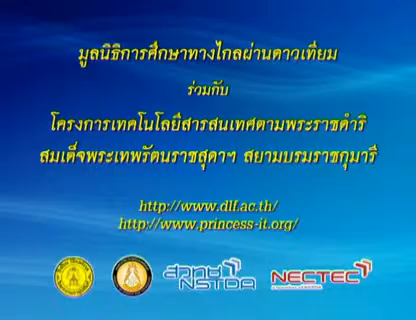 มูลนิธิการศึกษาทางไกลผ่านดาวเทียม
ร่วมกับ
โครงการเทคโนโลยีสารสนเทศตามพระราชดำริ
สมเด็จพระเทพรัตนราชสุดาฯ สยามบรมราชกุมารี
http://www.dlf.ac.th/
http://www.princess-it.org/
สวทช
NSTDA
NECTEC